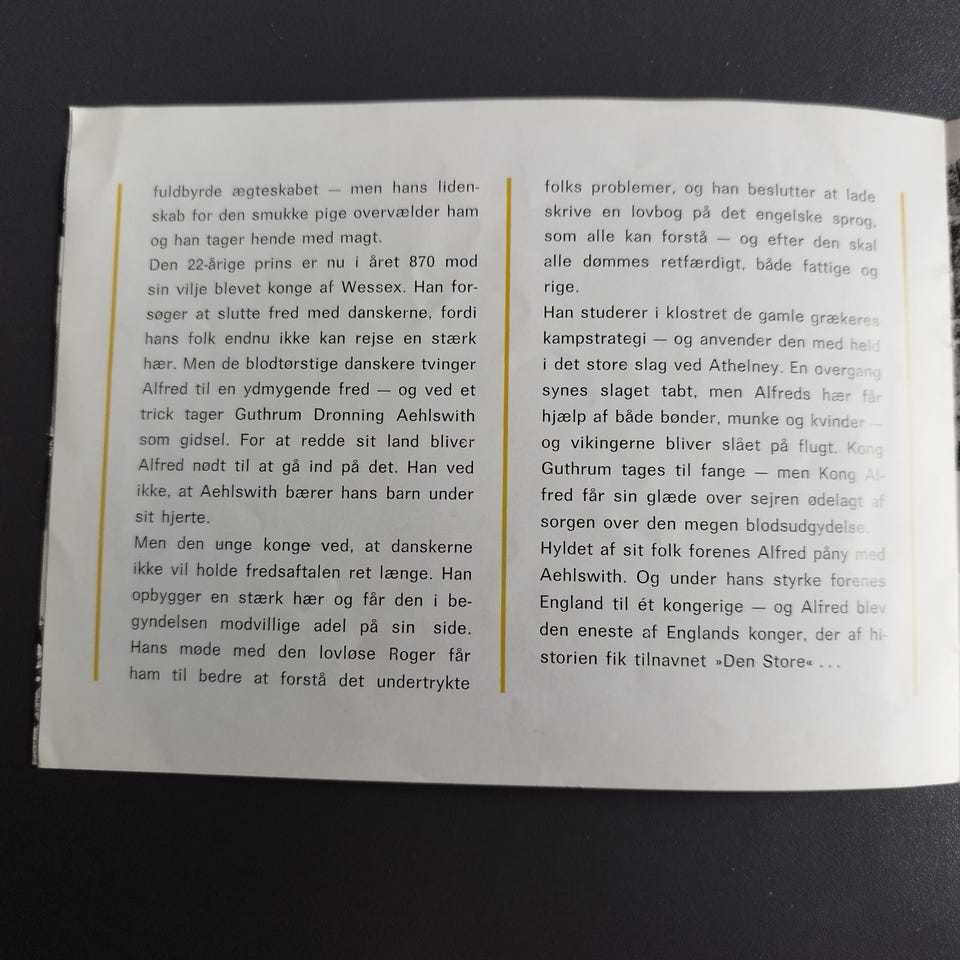 fuldbyrde ægteskabet — men hans liden-
skab for den smukke pige overvælder ham
og han tager hende med magt.
Den 22-årige prins er nu i året 870 mod
sin vilje blevet konge af Wessex. Han for-
søger at slutte fred med danskerne, fordi
hans folk endnu ikke kan rejse en stærk
hær. Men de blodtørstige danskere tvinger
Alfred til en ydmygende fred — og ved et
trick tager Guthrum Dronning Aehlswith
som gidsel. For at redde sit land bliver
Alfred nødt til at gå ind på det. Han ved
ikke, at Aehlswith bærer hans barn under
sit hjerte.
Men den unge konge ved, at danskerne
ikke vil holde fredsaftalen ret længe. Han
opbygger en stærk hær og får den i be-
gyndelsen modvillige adel på sin side.
Hans møde med den lovløse Roger får
ham til bedre at forstå det undertrykte
folks problemer, og han beslutter at lade
skrive en lovbog på det engelske sprog,
som alle kan forstå — og efter den skal
alle dømmes retfærdigt, både fattige og
rige.
Han studerer i klostret de gamle grækeres
kampstrategi — og anvender den med held
i det store slag ved Athelney. En overgang
synes slaget tabt, men Alfreds hær får
hjælp af både bønder, munke og kvinder —
og vikingerne bliver slået på flugt. Kong
Guthrum tages til fange — men Kong Al-
fred får sin glæde over sejren ødelagt af
sorgen over den megen blodsudgydelse.
Hyldet af sit folk forenes Alfred påny med
Aehlswith. Og under hans styrke forenes
England til ét kongerige — og Alfred blev
den eneste af Englands konger, der af hi-
storien fik tilnavnet »Den Store« ...